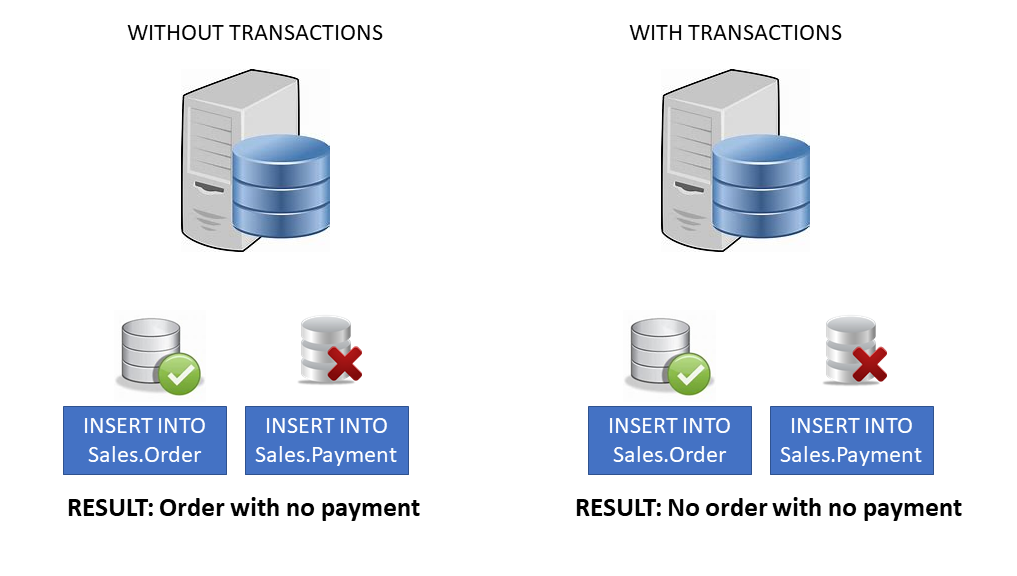 WITHOUT TRANSACTIONS
WITH TRANSACTIONS
INSERT INTO
Sales.Order
INSERT INTO
Sales.Payment
INSERT INTO
Sales.Order
INSERT INTO
Sales.Payment
RESULT: Order with no payment
RESULT: No order with no payment